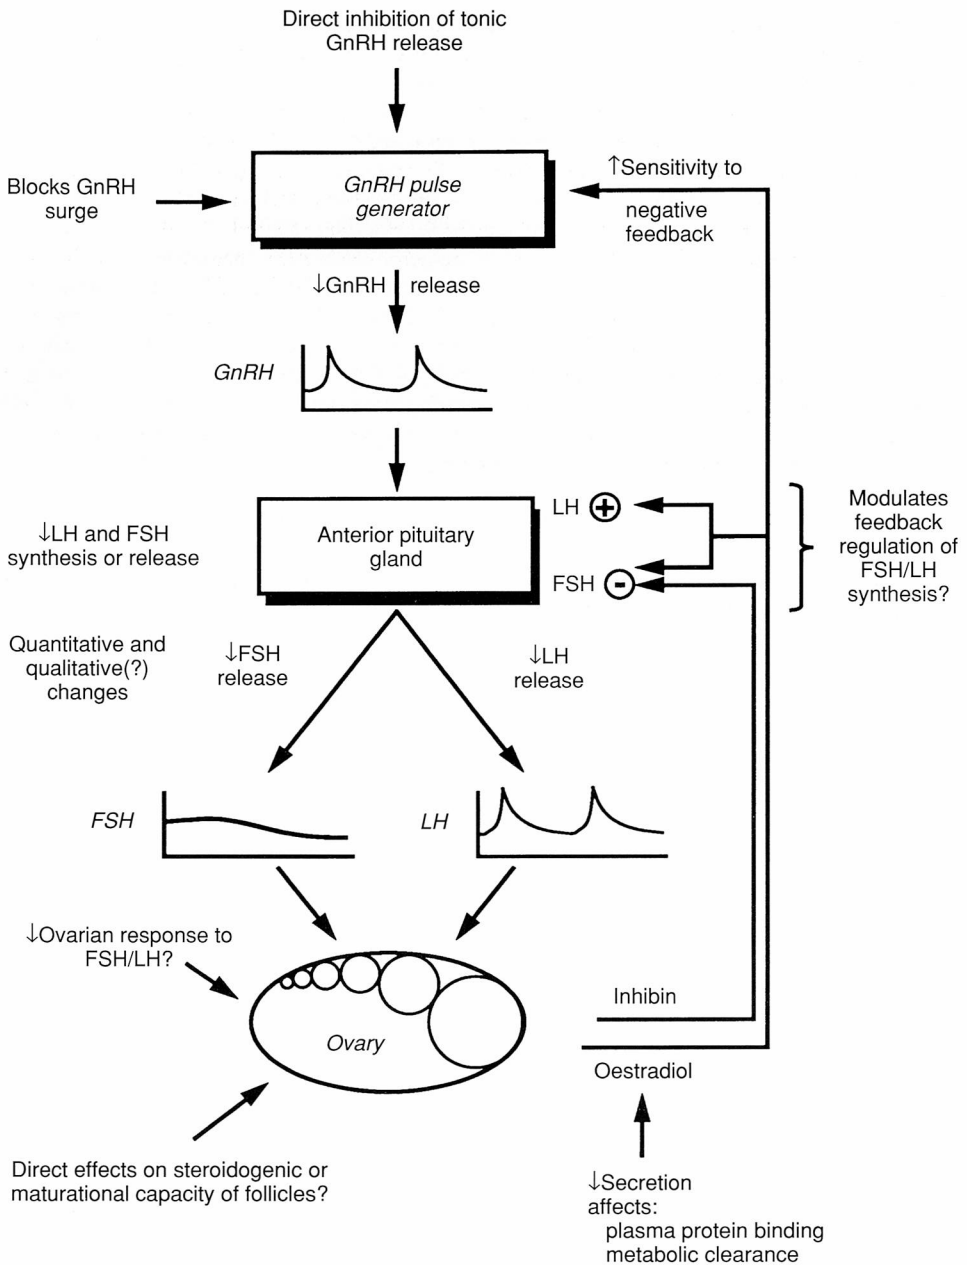 Direct inhibition of tonic
GnRH release
Blocks GnRH
surge
GnRH pulse
generator
↑Sensitivity to
negative
feedback
↓GnRH release
GnRH
↓LH and FSH
synthesis or release
Anterior pituitary
gland
LH +
FSH -
Modulates
feedback
regulation of
FSH/LH
synthesis?
Quantitative and
qualitative(?)
changes
↓FSH
release
↓LH
release
FSH
LH
↓Ovarian response to
FSH/LH?
Ovary
Inhibin
Oestradiol
Direct effects on steroidogenic or
maturational capacity of follicles?
↓Secretion
affects:
plasma protein binding
metabolic clearance